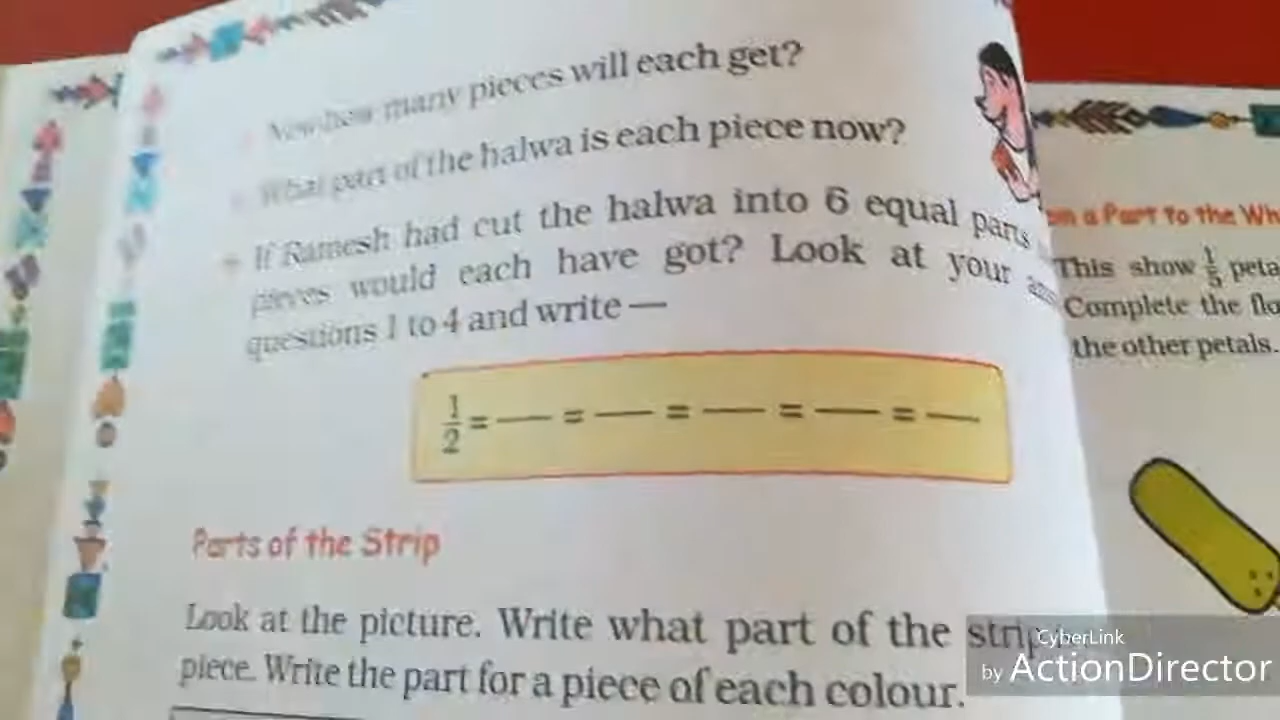 Now how many pieces will each get?
What part of the halwa is each piece now?
If Ramesh had cut the halwa into 6 equal parts
pieces would each have got? Look at your
questions 1 to 4 and write —
1/2 = — = — = — = — = —
Parts of the Strip
Look at the picture. Write what part of the strip
piece. Write the part for a piece of each colour.
a Part to the Wh
This show 1/5 peta
Complete the flo
the other petals.
CyberLink
by ActionDirector